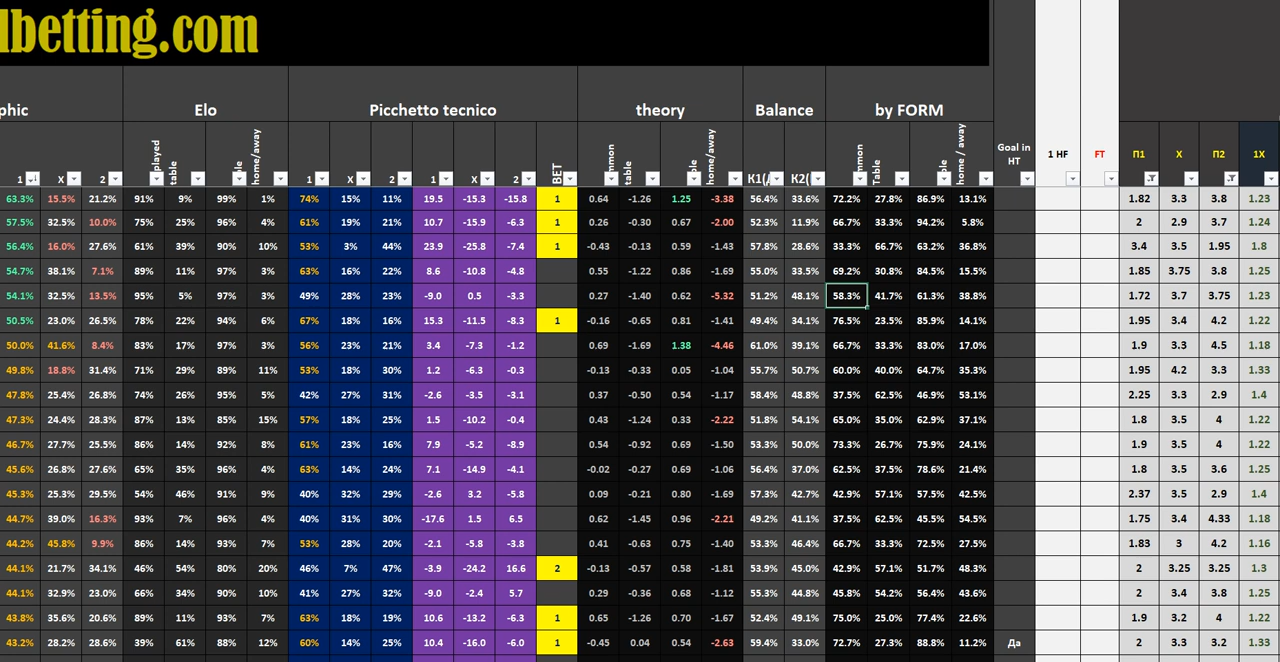 lbetting.com
phic Elo Picchetto tecnico theory Balance by FORM
played table home/away 1 X 2 1 X 2 BET table home/away К1( К2( Table home / away Goal in HT 1 HF FT П1 X П2 1X
1 X 2
63.3% 15.5% 21.2% 91% 9% 99% 1% 74% 15% 11% 19.5 -15.3 -15.8 1 0.64 -1.26 1.25 -3.38 56.4% 33.6% 72.2% 27.8% 86.9% 13.1% 1.82 3.3 3.8 1.23
57.5% 32.5% 10.0% 75% 25% 96% 4% 61% 19% 21% 10.7 -15.9 -6.3 1 0.26 -0.30 0.67 -2.00 52.3% 11.9% 66.7% 33.3% 94.2% 5.8% 2 2.9 3.7 1.24
56.4% 16.0% 27.6% 61% 39% 90% 10% 53% 3% 44% 23.9 -25.8 -7.4 1 -0.43 -0.13 0.59 -1.43 57.8% 28.6% 33.3% 66.7% 63.2% 36.8% 3.4 3.5 1.95 1.8
54.7% 38.1% 7.1% 89% 11% 97% 3% 63% 16% 22% 8.6 -10.8 -4.8 0.55 -1.22 0.86 -1.69 55.0% 33.5% 69.2% 30.8% 84.5% 15.5% 1.85 3.75 3.8 1.25
54.1% 32.5% 13.5% 95% 5% 97% 3% 49% 28% 23% -9.0 0.5 -3.3 0.27 -1.40 0.62 -5.32 51.2% 48.1% 58.3% 41.7% 61.3% 38.8% 1.72 3.7 3.75 1.23
50.5% 23.0% 26.5% 78% 22% 94% 6% 67% 18% 16% 15.3 -11.5 -8.3 1 -0.16 -0.65 0.81 -1.41 49.4% 34.1% 76.5% 23.5% 85.9% 14.1% 1.95 3.4 4.2 1.22
50.0% 41.6% 8.4% 83% 17% 97% 3% 56% 23% 21% 3.4 -7.3 -1.2 0.69 -1.69 1.38 -4.46 61.0% 39.1% 66.7% 33.3% 83.0% 17.0% 1.9 3.3 4.5 1.18
49.8% 18.8% 31.4% 71% 29% 89% 11% 53% 18% 30% 1.2 -6.3 -0.3 -0.13 -0.33 0.05 -1.04 55.7% 50.7% 60.0% 40.0% 64.7% 35.3% 1.95 4.2 3.3 1.33
47.8% 25.4% 26.8% 74% 26% 95% 5% 42% 27% 31% -2.6 -3.5 -3.1 0.37 -0.50 0.54 -1.17 58.4% 48.8% 37.5% 62.5% 46.9% 53.1% 2.25 3.3 2.9 1.4
47.3% 24.4% 28.3% 87% 13% 85% 15% 57% 18% 25% 1.5 -10.2 -0.4 0.43 -1.24 0.33 -2.22 51.8% 54.1% 65.0% 35.0% 62.9% 37.1% 1.8 3.5 4 1.22
46.7% 27.7% 25.5% 86% 14% 92% 8% 61% 23% 16% 7.9 -5.2 -8.9 0.54 -0.92 0.69 -1.50 53.3% 50.0% 73.3% 26.7% 75.9% 24.1% 1.9 3.5 4 1.22
45.6% 26.8% 27.6% 65% 35% 96% 4% 63% 14% 24% 7.1 -14.9 -4.1 -0.02 -0.27 0.69 -1.06 56.4% 37.0% 62.5% 37.5% 78.6% 21.4% 1.8 3.5 3.6 1.25
45.3% 25.3% 29.5% 54% 46% 91% 9% 40% 32% 29% -2.6 3.2 -5.8 0.09 -0.21 0.80 -1.69 57.3% 42.7% 42.9% 57.1% 57.5% 42.5% 2.37 3.5 2.9 1.4
44.7% 39.0% 16.3% 93% 7% 96% 4% 40% 31% 30% -17.6 1.5 6.5 0.62 -1.45 0.96 -2.21 49.2% 41.1% 37.5% 62.5% 45.5% 54.5% 1.75 3.4 4.33 1.18
44.2% 45.8% 9.9% 86% 14% 93% 7% 53% 28% 20% -2.1 -5.8 -3.8 0.41 -0.63 0.75 -1.40 53.3% 46.4% 66.7% 33.3% 72.5% 27.5% 1.83 3 4.2 1.16
44.1% 21.7% 34.1% 46% 54% 80% 20% 46% 7% 47% -3.9 -24.2 16.6 2 -0.13 -0.57 0.58 -1.81 53.9% 45.0% 42.9% 57.1% 51.7% 48.3% 2 3.25 3.25 1.3
44.1% 32.9% 23.0% 66% 34% 90% 10% 41% 27% 32% -9.0 -2.4 5.7 0.29 -0.36 0.68 -1.12 55.3% 44.8% 45.8% 54.2% 56.4% 43.6% 2 3.4 3.8 1.25
43.8% 35.6% 20.6% 89% 11% 93% 7% 63% 18% 19% 10.6 -13.2 -6.3 1 0.65 -1.26 0.70 -1.67 52.4% 49.1% 75.0% 25.0% 77.4% 22.6% 1.9 3.2 4 1.22
43.2% 28.2% 28.6% 39% 61% 88% 12% 60% 14% 25% 10.4 -16.0 -6.0 1 -0.45 0.04 0.54 -2.63 59.4% 33.0% 72.7% 27.3% 88.8% 11.2% Да 2 3.3 3.2 1.33